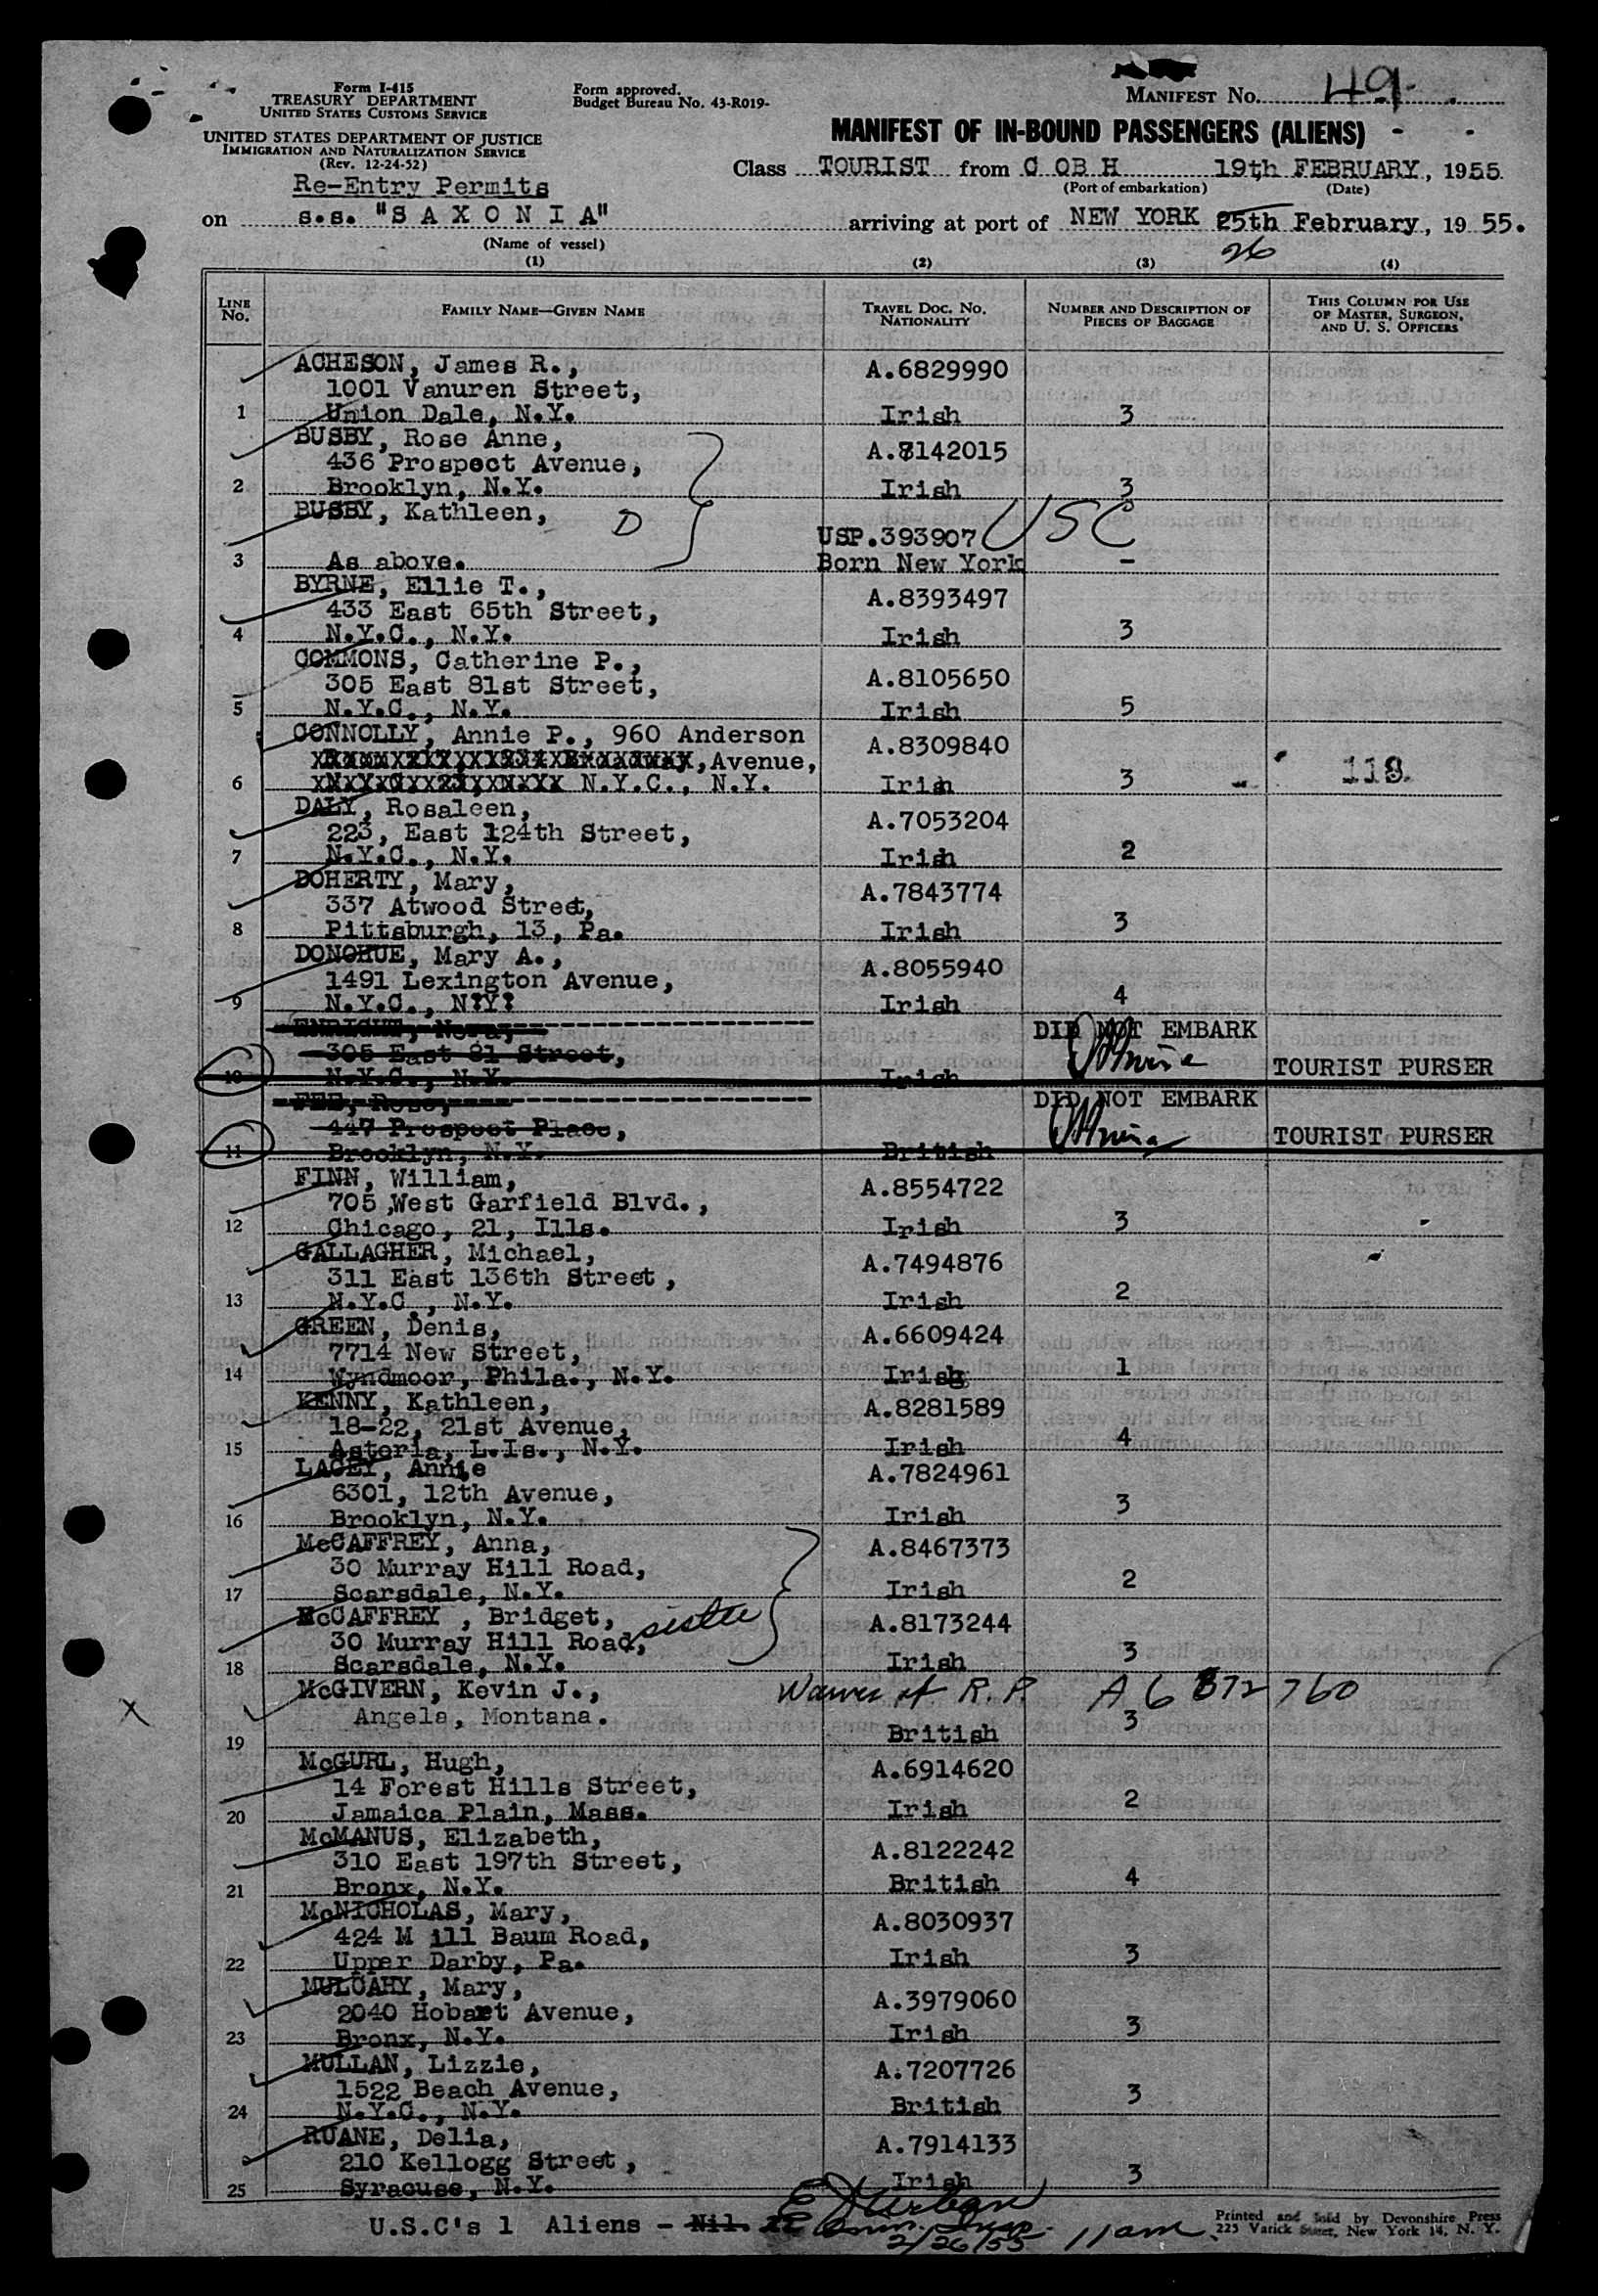 Form I-415
TREASURY DEPARTMENT
UNITED STATES CUSTOMS SERVICE
UNITED STATES DEPARTMENT OF JUSTICE
IMMIGRATION AND NATURALIZATION SERVICE
(Rev. 12-24-52)
Form approved.
Budget Bureau No. 43-R019-
MANIFEST NO. 49
MANIFEST OF IN-BOUND PASSENGERS (ALIENS)
Class TOURIST from C OB H 19th FEBRUARY, 1955
(Port of embarkation) (Date)
Re-Entry Permits
on s.s. "S A X O N I A" arriving at port of NEW YORK 25th February, 1955.
26
(Name of vessel)
(1) (2) (3) (4)
LINE NO. FAMILY NAME—GIVEN NAME TRAVEL DOC. NO. NATIONALITY NUMBER AND DESCRIPTION OF PIECES OF BAGGAGE THIS COLUMN FOR USE OF MASTER, SURGEON, AND U. S. OFFICERS
ACHESON, James R., A.6829990
1001 Vanuren Street,
1 Union Dale, N.Y. Irish 3
BUSBY, Rose Anne, A.8142015
436 Prospect Avenue,
2 Brooklyn, N.Y. Irish 3
BUSBY, Kathleen, D USP.393907 USC
3 As above. Born New York –
BYRNE, Ellie T., A.8393497
433 East 65th Street,
4 N.Y.C., N.Y. Irish 3
COMMONS, Catherine P., A.8105650
305 East 81st Street,
5 N.Y.C., N.Y. Irish 5
CONNOLLY, Annie P., 960 Anderson A.8309840
Avenue,
6 N.Y.C., N.Y. Irish 3 118
DALY, Rosaleen, A.7053204
223, East 124th Street,
7 N.Y.C., N.Y. Irish 2
DOHERTY, Mary, A.7843774
337 Atwood Street,
8 Pittsburgh, 13, Pa. Irish 3
DONOHUE, Mary A., A.8055940
1491 Lexington Avenue,
9 N.Y.C., N?Y? Irish 4
ENRIGHT, Nora, DID NOT EMBARK
305 East 81 Street,
10 N.Y.C., N.Y. Irish TOURIST PURSER
FEE, Rose, DID NOT EMBARK
447 Prospect Place, TOURIST PURSER
11 Brooklyn, N.Y. British
FINN, William, A.8554722
705 ,West Garfield Blvd.,
12 Chicago, 21, Ills. Irish 3
GALLAGHER, Michael, A.7494876
311 East 136th Street,
13 N.Y.C., N.Y. Irish 2
GREEN, Denis, A.6609424
7714 New Street,
14 Wyndmoor, Phila., N.Y. Irish 1
KENNY, Kathleen, A.8281589
18-22, 21st Avenue,
15 Astoria, L.Is., N.Y. Irish 4
LACEY, Annie A.7824961
6301, 12th Avenue,
16 Brooklyn, N.Y. Irish 3
McCAFFREY, Anna, A.8467373
30 Murray Hill Road,
17 Scarsdale, N.Y. Irish 2
McCAFFREY , Bridget, sister A.8173244
30 Murray Hill Road,
18 Scarsdale, N.Y. Irish 3
X McGIVERN, Kevin J., Waiver of R.P. A6 872 760
Angela, Montana.
19 British 3
McGURL, Hugh, A.6914620
14 Forest Hills Street,
20 Jamaica Plain, Mass. Irish 2
McMANUS, Elizabeth, A.8122242
310 East 197th Street,
21 Bronx, N.Y. British 4
McNICHOLAS, Mary, A.8030937
424 M ill Baum Road,
22 Upper Darby, Pa. Irish 3
MULCAHY, Mary, A.3979060
2040 Hobart Avenue,
23 Bronx, N.Y. Irish 3
MULLAN, Lizzie, A.7207726
1522 Beach Avenue,
24 N.Y.C., N.Y. British 3
RUANE, Delia, A.7914133
210 Kellogg Street,
25 Syracuse, N.Y. Irish 3
U.S.C's 1 Aliens - Nil. 22 2/26/55 11am
Printed and Sold by Devonshire Press
225 Varick Street, New York 14, N. Y.